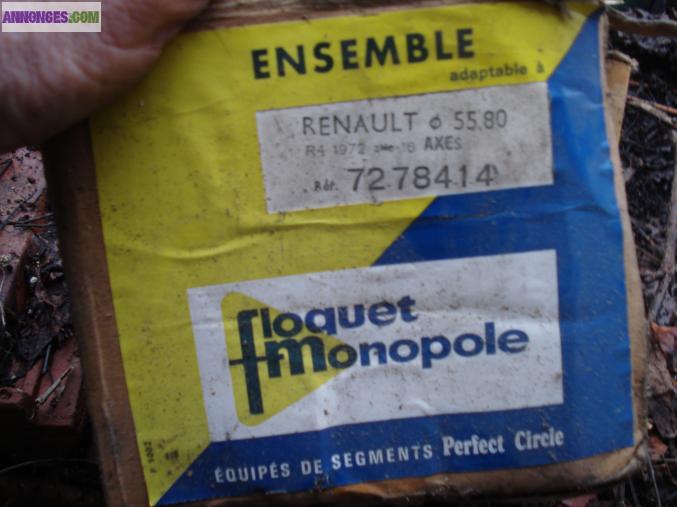 ANNONCES.COM
ENSEMBLE
adaptable à
RENAULT ø 55.80
R4 1972 AXES
Réf. 7278414
floquet
monopole
ÉQUIPÉS DE SEGMENTS Perfect Circle